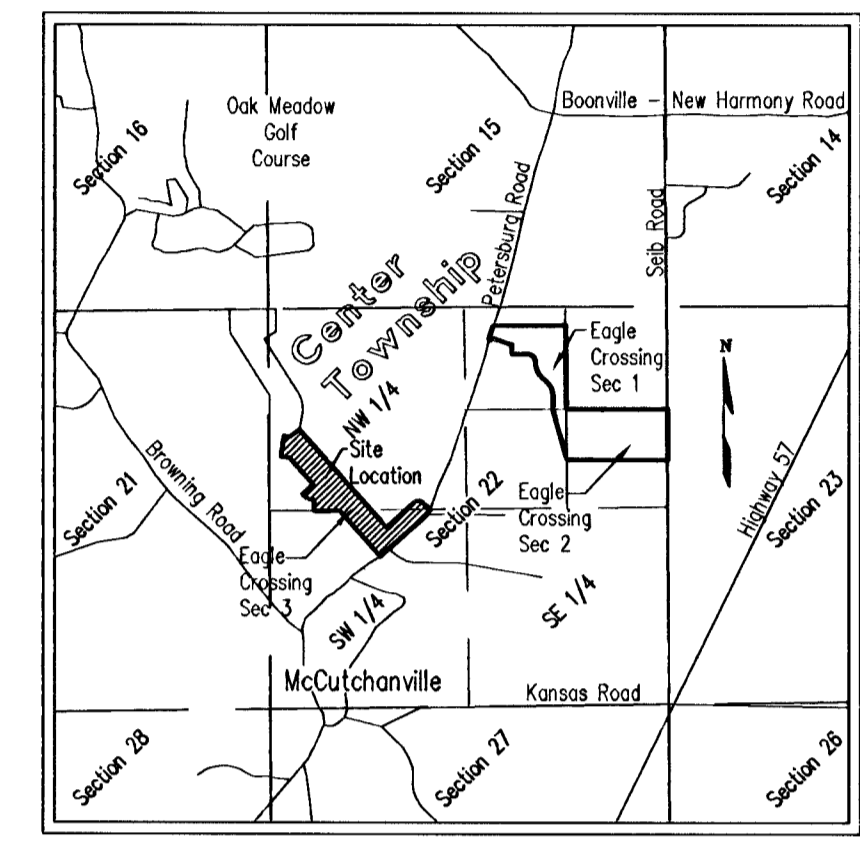 Oak Meadow
Golf
Course
Boonville - New Harmony Road
Section 16
Section 15
Section 14
Petersburg Road
Seib Road
Center
Township
Eagle
Crossing
Sec 1
N
NW 1/4
Site
Location
Section 21
Browning Road
Section 22
Eagle
Crossing
Sec 2
Highway 57
Section 23
Eagle
Crossing
Sec 3
SW 1/4
SE 1/4
McCutchanville
Kansas Road
Section 28
Section 27
Section 26